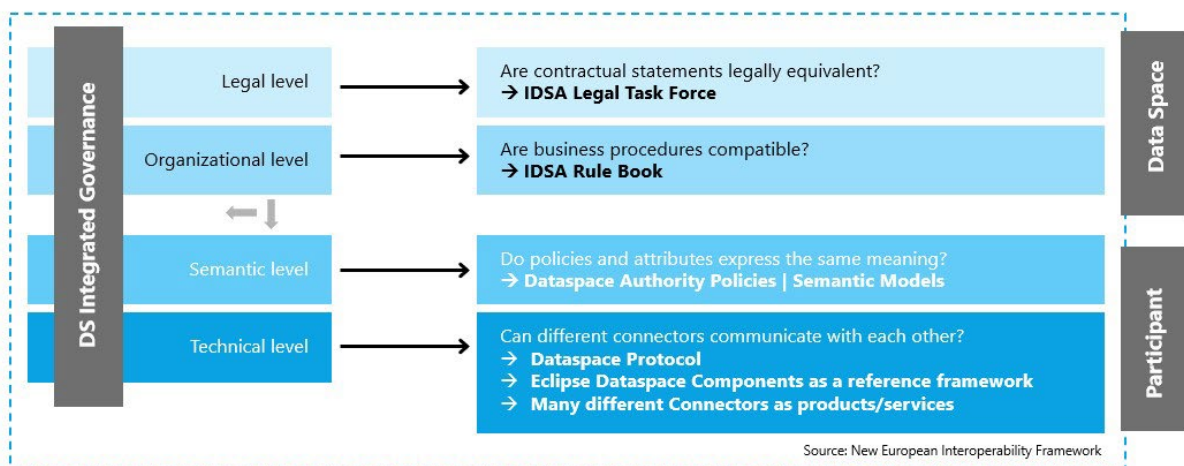 DS Integrated Governance
Legal level
Are contractual statements legally equivalent?
→ IDSA Legal Task Force
Organizational level
Are business procedures compatible?
→ IDSA Rule Book
Data Space
Semantic level
Do policies and attributes express the same meaning?
→ Dataspace Authority Policies | Semantic Models
Technical level
Can different connectors communicate with each other?
→ Dataspace Protocol
→ Eclipse Dataspace Components as a reference framework
→ Many different Connectors as products/services
Participant
Source: New European Interoperability Framework